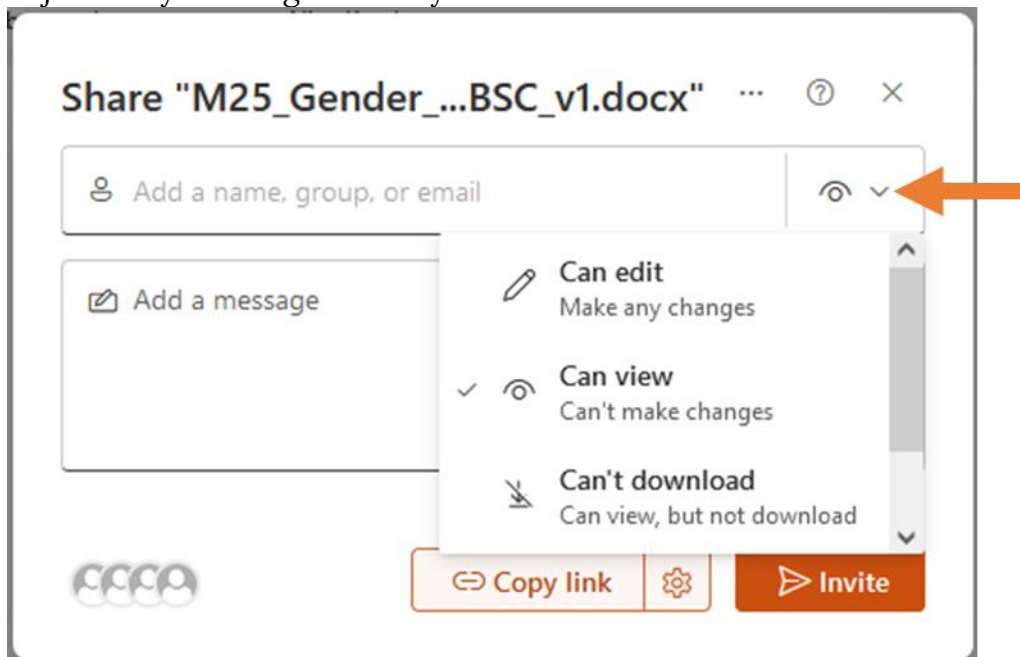 Share "M25_Gender_...BSC_v1.docx" ...
Add a name, group, or email
Can edit
Make any changes
Add a message
Can view
Can't make changes
Can't download
Can view, but not download
Copy link
Invite